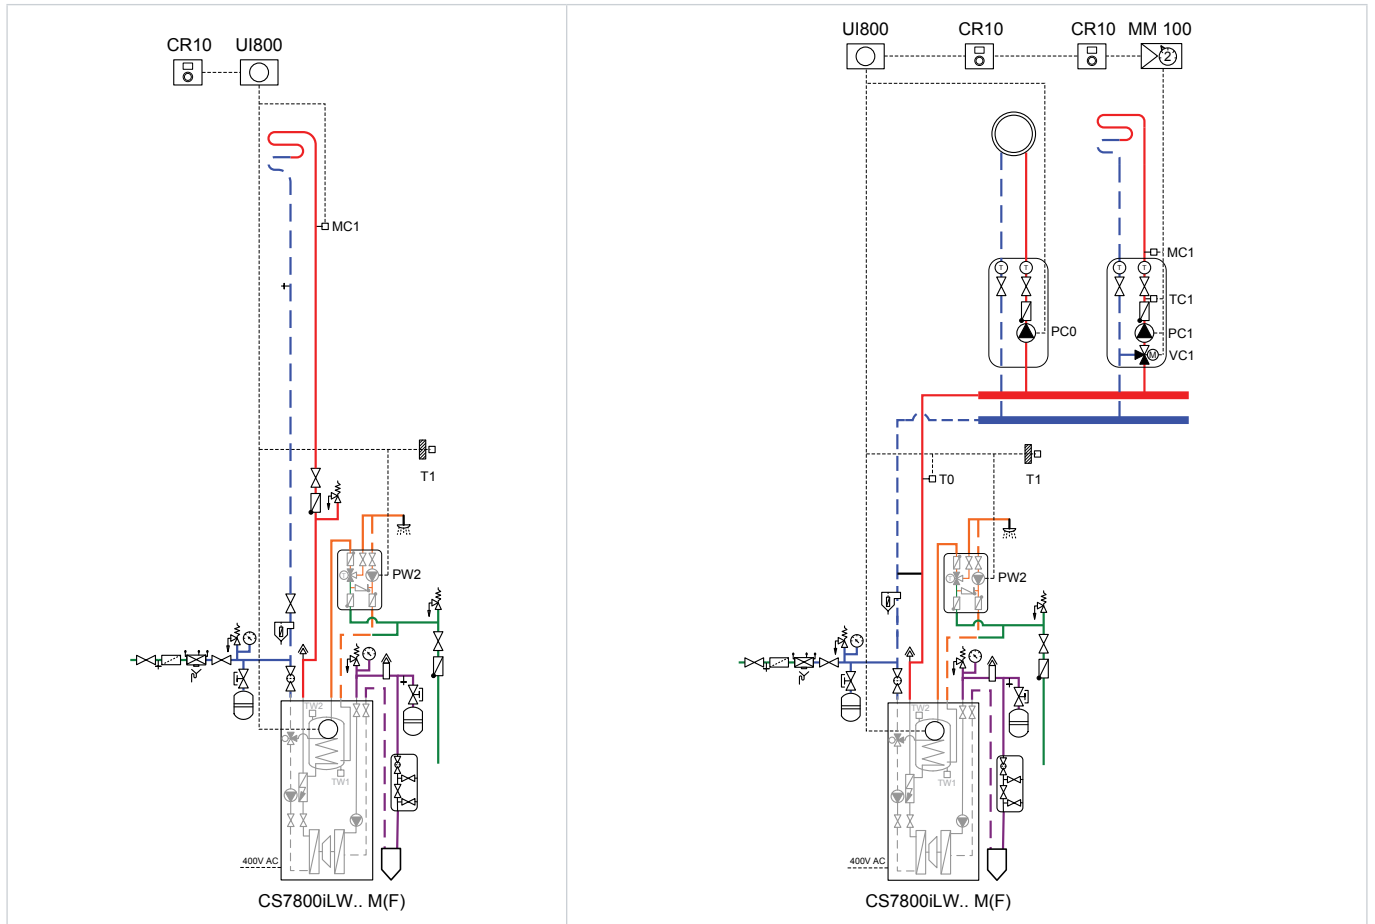 CR10 UI800
MC1
T1
PW2
TW2
TW1
400V AC
CS7800iLW.. M(F)
UI800 CR10 CR10 MM 100
2
MC1
T T T T
TC1
PC0 PC1
M VC1
T0 T1
PW2
TW2
TW1
400V AC
CS7800iLW.. M(F)